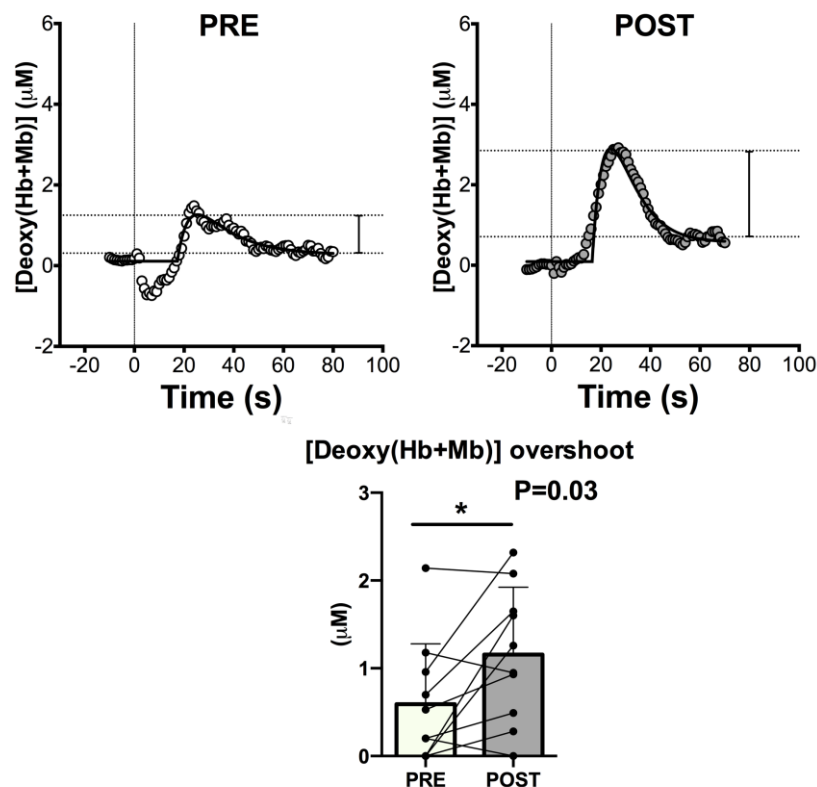 PRE
[Deoxy(Hb+Mb)] (μM)
6
4
2
0
-2
-20 0 20 40 60 80 100
Time (s)
POST
[Deoxy(Hb+Mb)] (μM)
6
4
2
0
-2
-20 0 20 40 60 80 100
Time (s)
[Deoxy(Hb+Mb)] overshoot
P=0.03
*
(μM)
3
2
1
0
PRE POST